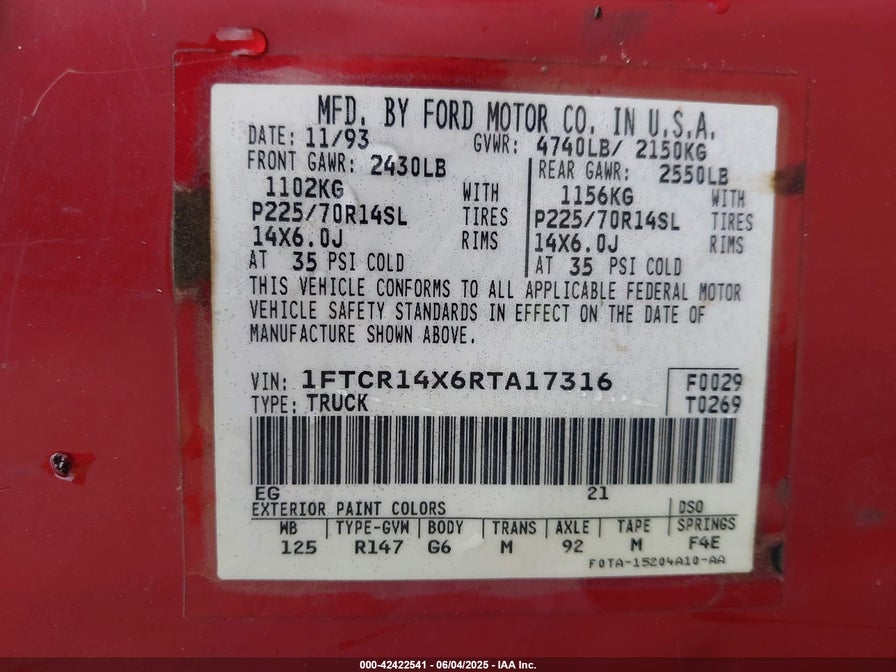 MFD. BY FORD MOTOR CO. IN U.S.A.
DATE: 11/93 GVWR: 4740LB/ 2150KG
FRONT GAWR: 2430LB REAR GAWR: 2550LB
1102KG WITH 1156KG WITH
P225/70R14SL TIRES P225/70R14SL TIRES
14X6.0J RIMS 14X6.0J RIMS
AT 35 PSI COLD AT 35 PSI COLD
THIS VEHICLE CONFORMS TO ALL APPLICABLE FEDERAL MOTOR
VEHICLE SAFETY STANDARDS IN EFFECT ON THE DATE OF
MANUFACTURE SHOWN ABOVE.
VIN: 1FTCR14X6RTA17316 F0029
TYPE: TRUCK T0269
EG 21
EXTERIOR PAINT COLORS DSO
WB TYPE-GVW BODY TRANS AXLE TAPE SPRINGS
125 R147 G6 M 92 M F4E
F0TA-15204A10-AA
000-42422541 - 06/04/2025 - IAA Inc.